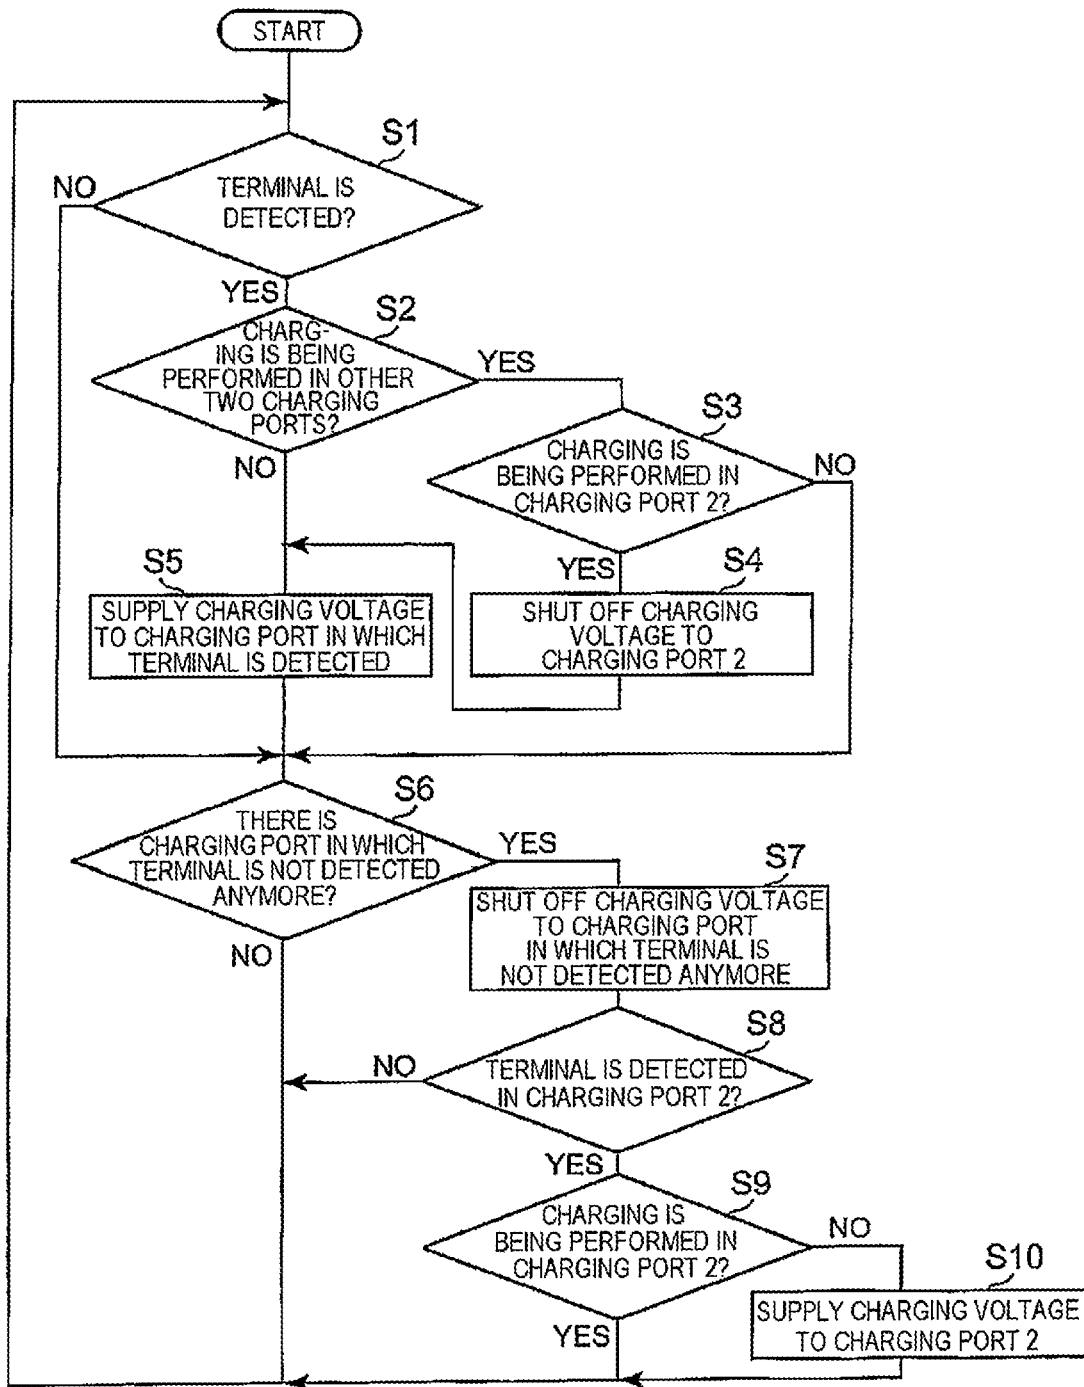 START
S1
NO
TERMINAL IS
DETECTED?
YES
S2
CHARG-
ING IS BEING
PERFORMED IN OTHER
TWO CHARGING
PORTS?
YES
NO
S3
CHARGING IS
BEING PERFORMED IN
CHARGING PORT 2?
NO
YES
S4
SHUT OFF CHARGING
VOLTAGE TO
CHARGING PORT 2
S5
SUPPLY CHARGING VOLTAGE
TO CHARGING PORT IN WHICH
TERMINAL IS DETECTED
S6
THERE IS
CHARGING PORT IN WHICH
TERMINAL IS NOT DETECTED
ANYMORE?
YES
NO
S7
SHUT OFF CHARGING VOLTAGE
TO CHARGING PORT
IN WHICH TERMINAL IS
NOT DETECTED ANYMORE
S8
NO
TERMINAL IS DETECTED
IN CHARGING PORT 2?
YES
S9
CHARGING IS
BEING PERFORMED IN
CHARGING PORT 2?
NO
YES
S10
SUPPLY CHARGING VOLTAGE
TO CHARGING PORT 2